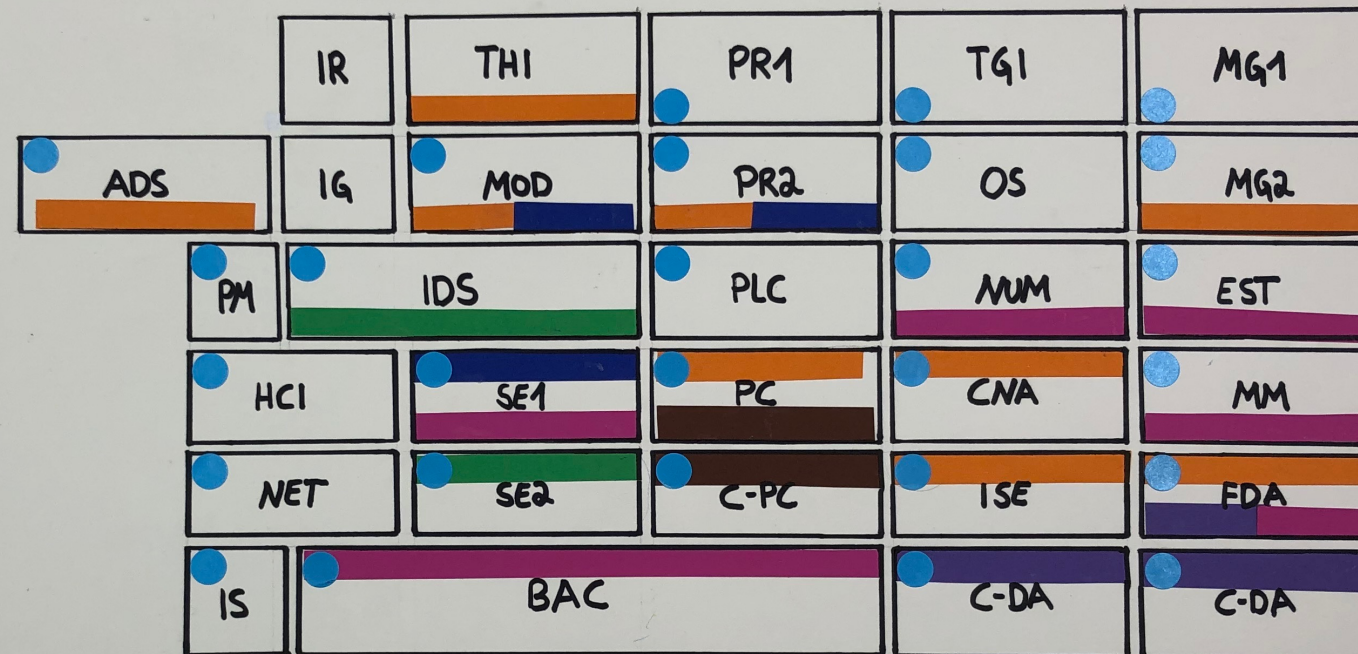 IR THI PR1 TGI MG1
ADS IG MOD PR2 OS MG2
PM IDS PLC NUM EST
HCI SE1 PC CNA MM
NET SE2 C-PC ISE FDA
IS BAC C-DA C-DA